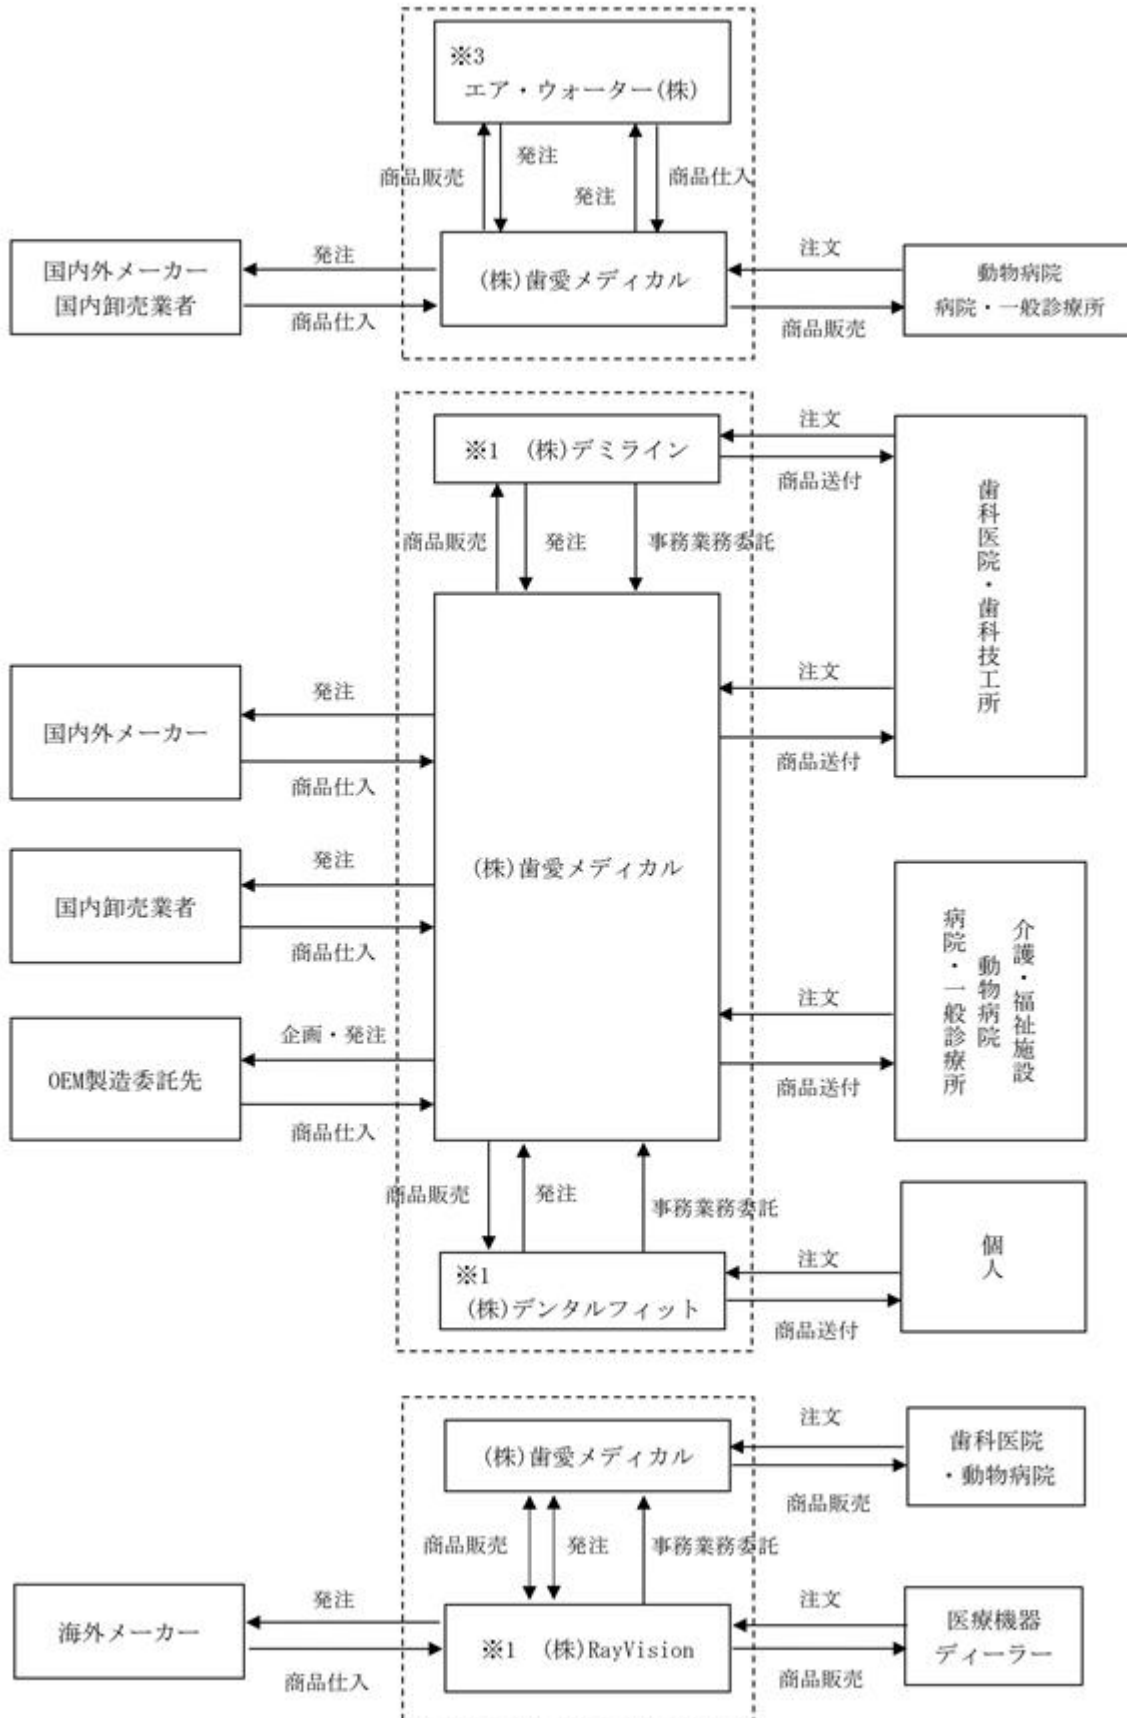 ※3
エア・ウォーター(株)
商品販売
発注
発注
商品仕入
国内外メーカー
国内卸売業者
発注
商品仕入
(株)歯愛メディカル
注文
商品販売
動物病院
病院・一般診療所
※1 (株)デミライン
注文
商品送付
商品販売
発注
事務業務委託
歯科医院・歯科技工所
国内外メーカー
発注
商品仕入
注文
商品送付
国内卸売業者
発注
商品仕入
(株)歯愛メディカル
介護・福祉施設
動物病院
病院・一般診療所
注文
商品送付
OEM製造委託先
企画・発注
商品仕入
商品販売
発注
事務業務委託
※1
(株)デンタルフィット
注文
商品送付
個人
(株)歯愛メディカル
注文
商品販売
歯科医院
・動物病院
商品販売
発注
事務業務委託
海外メーカー
発注
商品仕入
※1 (株)RayVision
注文
商品販売
医療機器
ディーラー